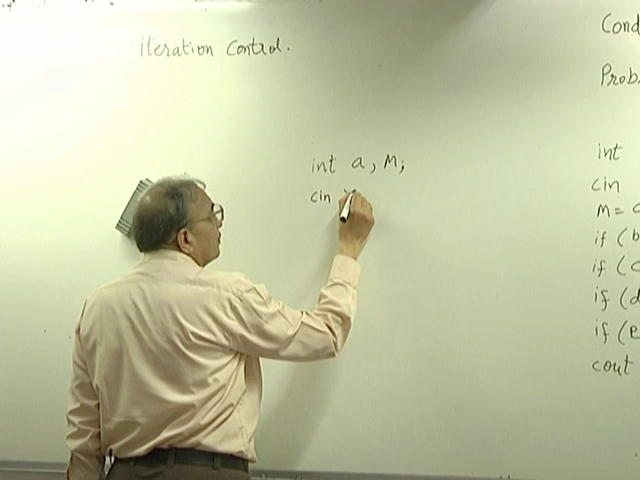 iteration Control.
int a, M;
cin
Cond
Prob
int
cin
M =
if (b
if (c
if (d
if (e
cout